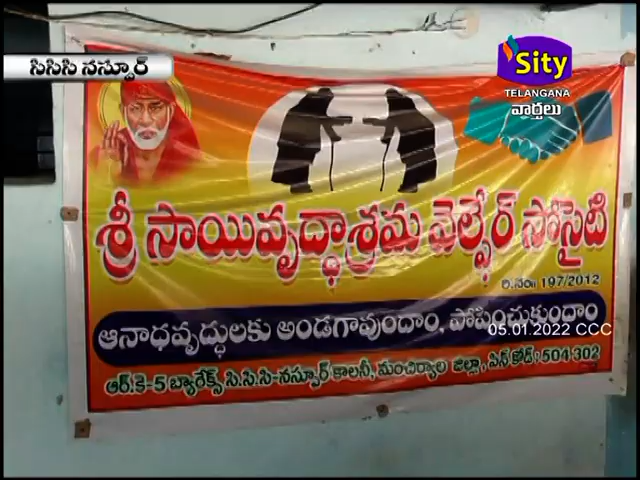 సిసిసి నస్పూర్
Sity
TELANGANA
వార్తలు
శ్రీ సాయివృద్ధాశ్రమ వెల్ఫేర్ సోసైటి
రి.నం॥ 197/2012
ఆనాధవృద్ధులకు అండగావుందాం, పోషించుకుందాం
05.01.2022 CCC
ఆర్.కె-5 బ్యారేక్స్ సి.సి.సి-నస్పూర్ కాలనీ, మంచిర్యాల జిల్లా, పిన్ కోడ్ : 504 302